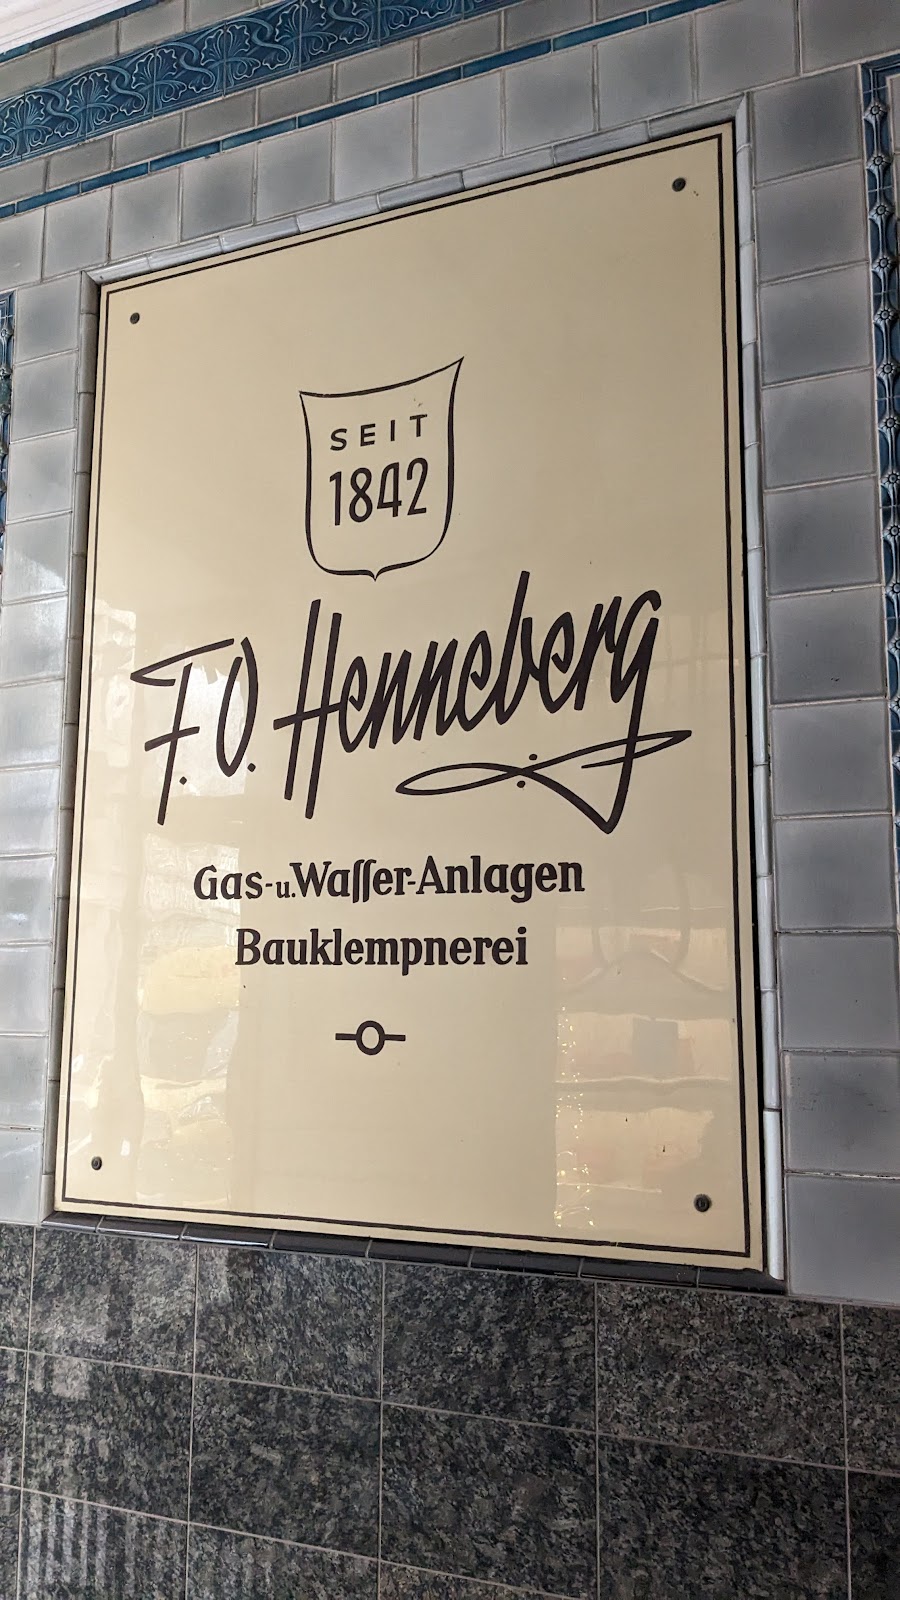 SEIT
1842
F.O. Henneberg
Gas-u.Waſſer-Anlagen
Bauklempnerei